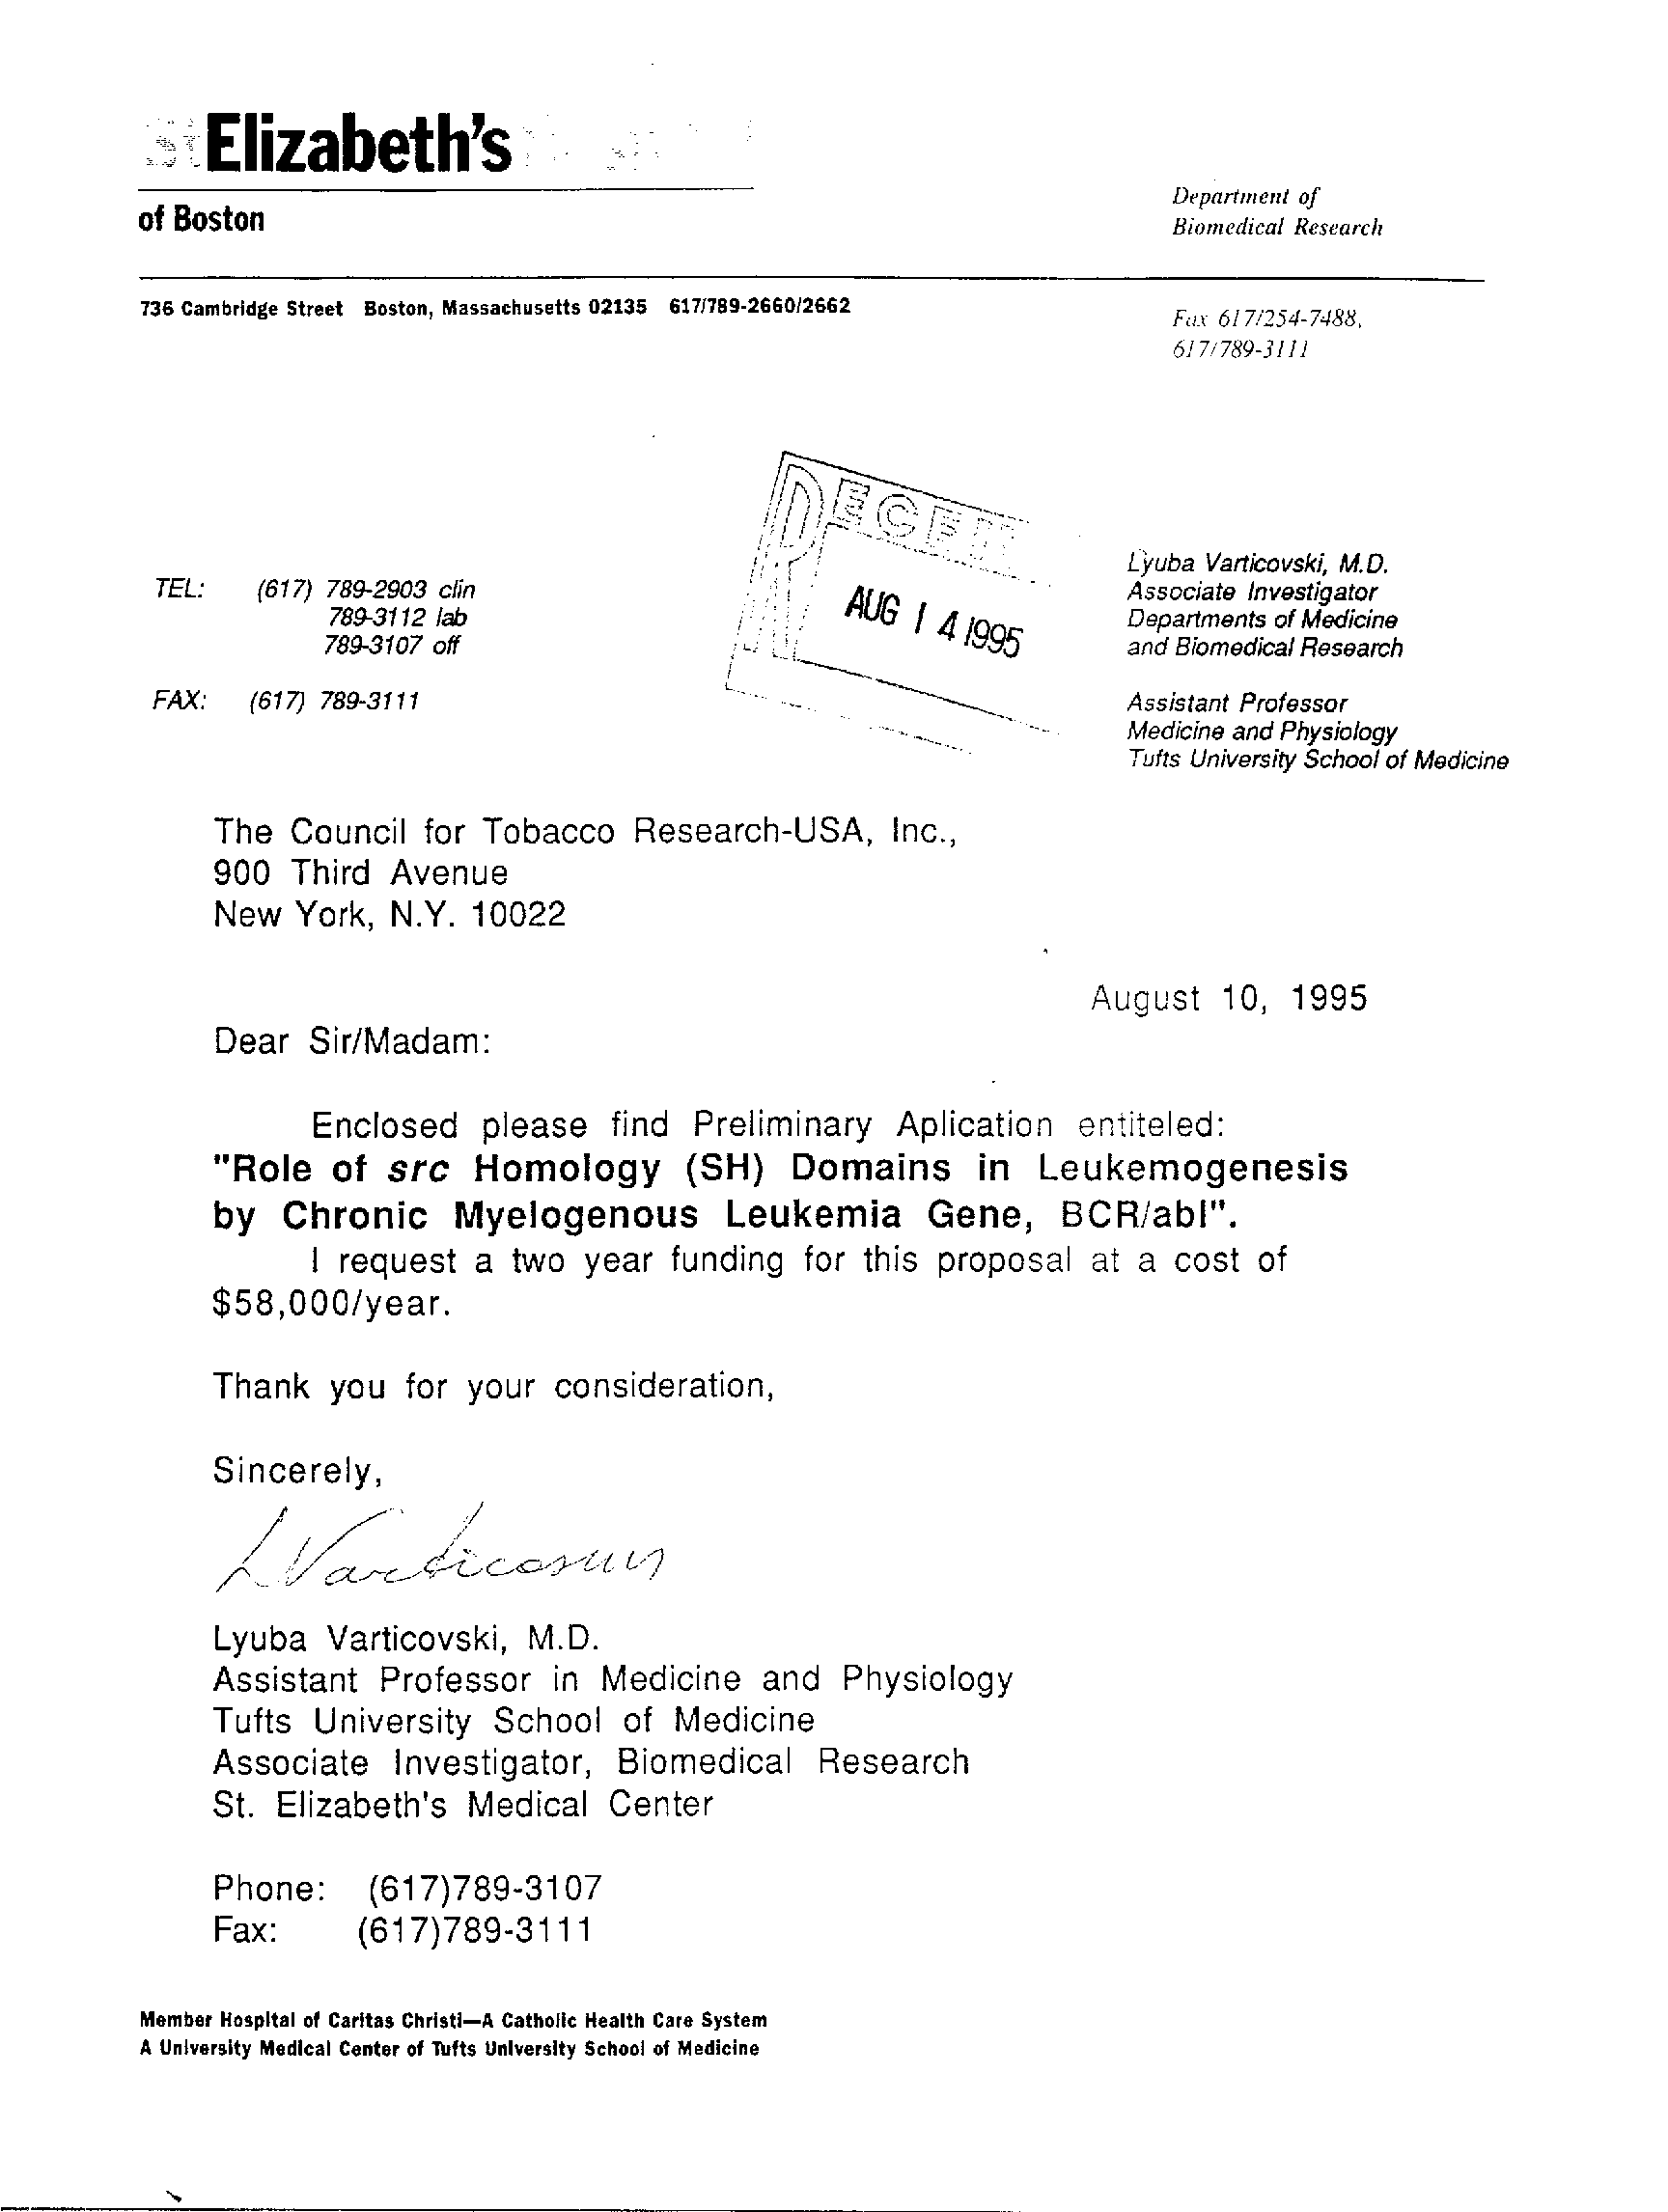 Elizabeth's
of Boston
Department of
Biomedical Research
736 Cambridge Street Boston, Massachusetts 02135 617/789-2660/2662
Fax 617/254-7488,
617/789-3111
TEL: (617) 789-2903 clin
789-3112 lab
789-3107 off
FAX: (617) 789-3111
AUG 14 1995
Lyuba Varticovski, M.D.
Associate Investigator
Departments of Medicine
and Biomedical Research
Assistant Professor
Medicine and Physiology
Tufts University School of Medicine
The Council for Tobacco Research-USA, Inc.,
900 Third Avenue
New York, N.Y. 10022
August 10, 1995
Dear Sir/Madam:
Enclosed please find Preliminary Aplication entiteled:
"Role of src Homology (SH) Domains in Leukemogenesis
by Chronic Myelogenous Leukemia Gene, BCR/abl".
I request a two year funding for this proposal at a cost of
$58,000/year.
Thank you for your consideration,
Sincerely,
Lyuba Varticovski, M.D.
Assistant Professor in Medicine and Physiology
Tufts University School of Medicine
Associate Investigator, Biomedical Research
St. Elizabeth's Medical Center
Phone: (617)789-3107
Fax: (617)789-3111
Member Hospital of Caritas Christi—A Catholic Health Care System
A University Medical Center of Tufts University School of Medicine